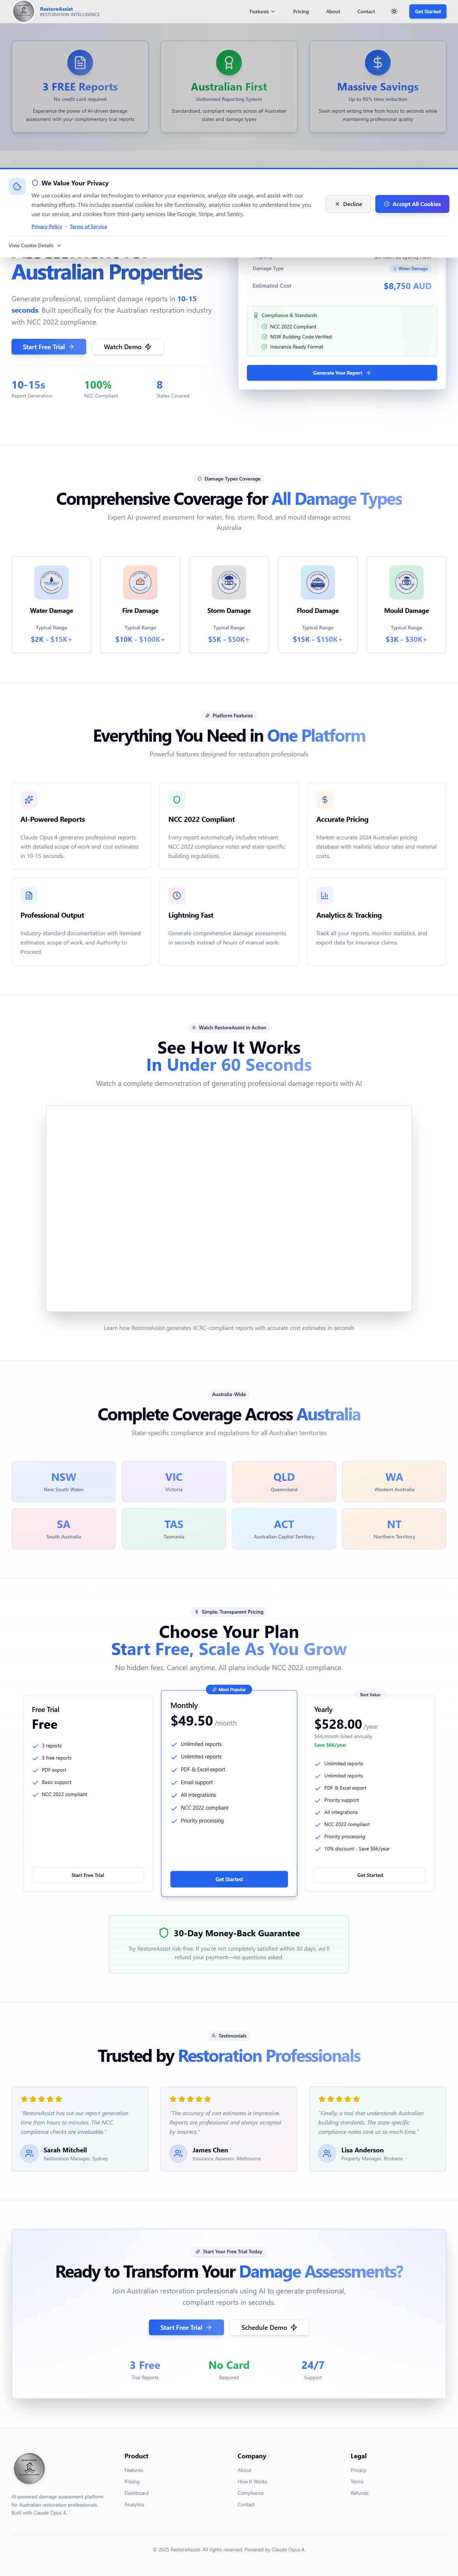 RestoreAssist
RESTORATION INTELLIGENCE
Features
Pricing
About
Contact
Get Started
3 FREE Reports
No credit card required
Experience the power of AI-driven damage
assessment with your complimentary trial reports
Australian First
Uniformed Reporting System
Standardised, compliant reports across all Australian
states and damage types
Massive Savings
Up to 95% time reduction
Slash report writing time from hours to seconds while
maintaining professional quality
We Value Your Privacy
We use cookies and similar technologies to enhance your experience, analyze site usage, and assist with our
marketing efforts. This includes essential cookies for site functionality, analytics cookies to understand how you
use our service, and cookies from third-party services like Google, Stripe, and Sentry.
Privacy Policy • Terms of Service
Decline
Accept All Cookies
View Cookie Details
Australian Properties
Generate professional, compliant damage reports in 10-15
seconds. Built specifically for the Australian restoration industry
with NCC 2022 compliance.
Start Free Trial
Watch Demo
10-15s
Report Generation
100%
NCC Compliant
8
States Covered
Damage Type
Water Damage
Estimated Cost
$8,750 AUD
Compliance & Standards
NCC 2022 Compliant
NSW Building Code Verified
Insurance Ready Format
Generate Your Report
Damage Types Coverage
Comprehensive Coverage for All Damage Types
Expert AI-powered assessment for water, fire, storm, flood, and mould damage across
Australia
Water Damage
Typical Range
$2K - $15K+
Fire Damage
Typical Range
$10K - $100K+
Storm Damage
Typical Range
$5K - $50K+
Flood Damage
Typical Range
$15K - $150K+
Mould Damage
Typical Range
$3K - $30K+
Platform Features
Everything You Need in One Platform
Powerful features designed for restoration professionals
AI-Powered Reports
Claude Opus 4 generates professional reports
with detailed scope of work and cost estimates
in 10-15 seconds.
NCC 2022 Compliant
Every report automatically includes relevant
NCC 2022 compliance notes and state-specific
building regulations.
Accurate Pricing
Market-accurate 2024 Australian pricing
database with realistic labour rates and material
costs.
Professional Output
Industry-standard documentation with itemised
estimates, scope of work, and Authority to
Proceed.
Lightning Fast
Generate comprehensive damage assessments
in seconds instead of hours of manual work.
Analytics & Tracking
Track all your reports, monitor statistics, and
export data for insurance claims.
Watch RestoreAssist in Action
See How It Works
In Under 60 Seconds
Watch a complete demonstration of generating professional damage reports with AI
Learn how RestoreAssist generates IICRC-compliant reports with accurate cost estimates in seconds
Australia-Wide
Complete Coverage Across Australia
State-specific compliance and regulations for all Australian territories
NSW
New South Wales
VIC
Victoria
QLD
Queensland
WA
Western Australia
SA
South Australia
TAS
Tasmania
ACT
Australian Capital Territory
NT
Northern Territory
Simple, Transparent Pricing
Choose Your Plan
Start Free, Scale As You Grow
No hidden fees. Cancel anytime. All plans include NCC 2022 compliance.
Free Trial
Free
3 reports
3 free reports
PDF export
Basic support
NCC 2022 compliant
Start Free Trial
Most Popular
Monthly
$49.50 /month
Unlimited reports
Unlimited reports
PDF & Excel export
Email support
All integrations
NCC 2022 compliant
Priority processing
Get Started
Best Value
Yearly
$528.00 /year
$44/month billed annually
Save $66/year
Unlimited reports
Unlimited reports
PDF & Excel export
Priority support
All integrations
NCC 2022 compliant
Priority processing
10% discount - Save $66/year
Get Started
30-Day Money-Back Guarantee
Try RestoreAssist risk-free. If you're not completely satisfied within 30 days, we'll
refund your payment—no questions asked.
Testimonials
Trusted by Restoration Professionals
"RestoreAssist has cut our report generation
time from hours to minutes. The NCC
compliance checks are invaluable."
Sarah Mitchell
Restoration Manager, Sydney
"The accuracy of cost estimates is impressive.
Reports are professional and always accepted
by insurers."
James Chen
Insurance Assessor, Melbourne
"Finally, a tool that understands Australian
building standards. The state-specific
compliance notes save us so much time."
Lisa Anderson
Property Manager, Brisbane
Start Your Free Trial Today
Ready to Transform Your Damage Assessments?
Join Australian restoration professionals using AI to generate professional,
compliant reports in seconds.
Start Free Trial
Schedule Demo
3 Free
Trial Reports
No Card
Required
24/7
Support
AI-powered damage assessment platform
for Australian restoration professionals.
Built with Claude Opus 4.
Product
Features
Pricing
Dashboard
Analytics
Company
About
How It Works
Compliance
Contact
Legal
Privacy
Terms
Refunds
© 2025 RestoreAssist. All rights reserved. Powered by Claude Opus 4.